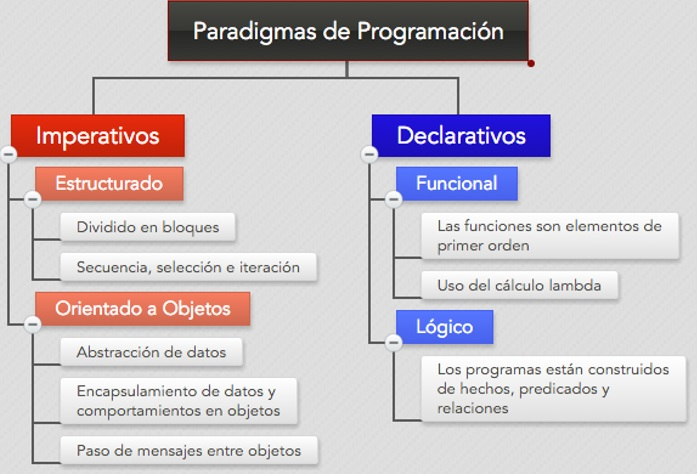 Paradigmas de Programación
Imperativos
Estructurado
Dividido en bloques
Secuencia, selección e iteración
Orientado a Objetos
Abstracción de datos
Encapsulamiento de datos y
comportamientos en objetos
Paso de mensajes entre objetos
Declarativos
Funcional
Las funciones son elementos de
primer orden
Uso del cálculo lambda
Lógico
Los programas están construidos
de hechos, predicados y
relaciones